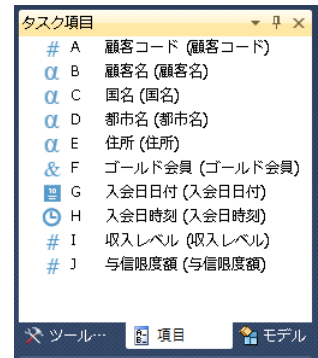 タスク項目
# A 顧客コード (顧客コード)
α B 顧客名 (顧客名)
α C 国名 (国名)
α D 都市名 (都市名)
α E 住所 (住所)
& F ゴールド会員 (ゴールド会員)
G 入会日日付 (入会日日付)
H 入会日時刻 (入会日時刻)
# I 収入レベル (収入レベル)
# J 与信限度額 (与信限度額)
ツール… 項目 モデル